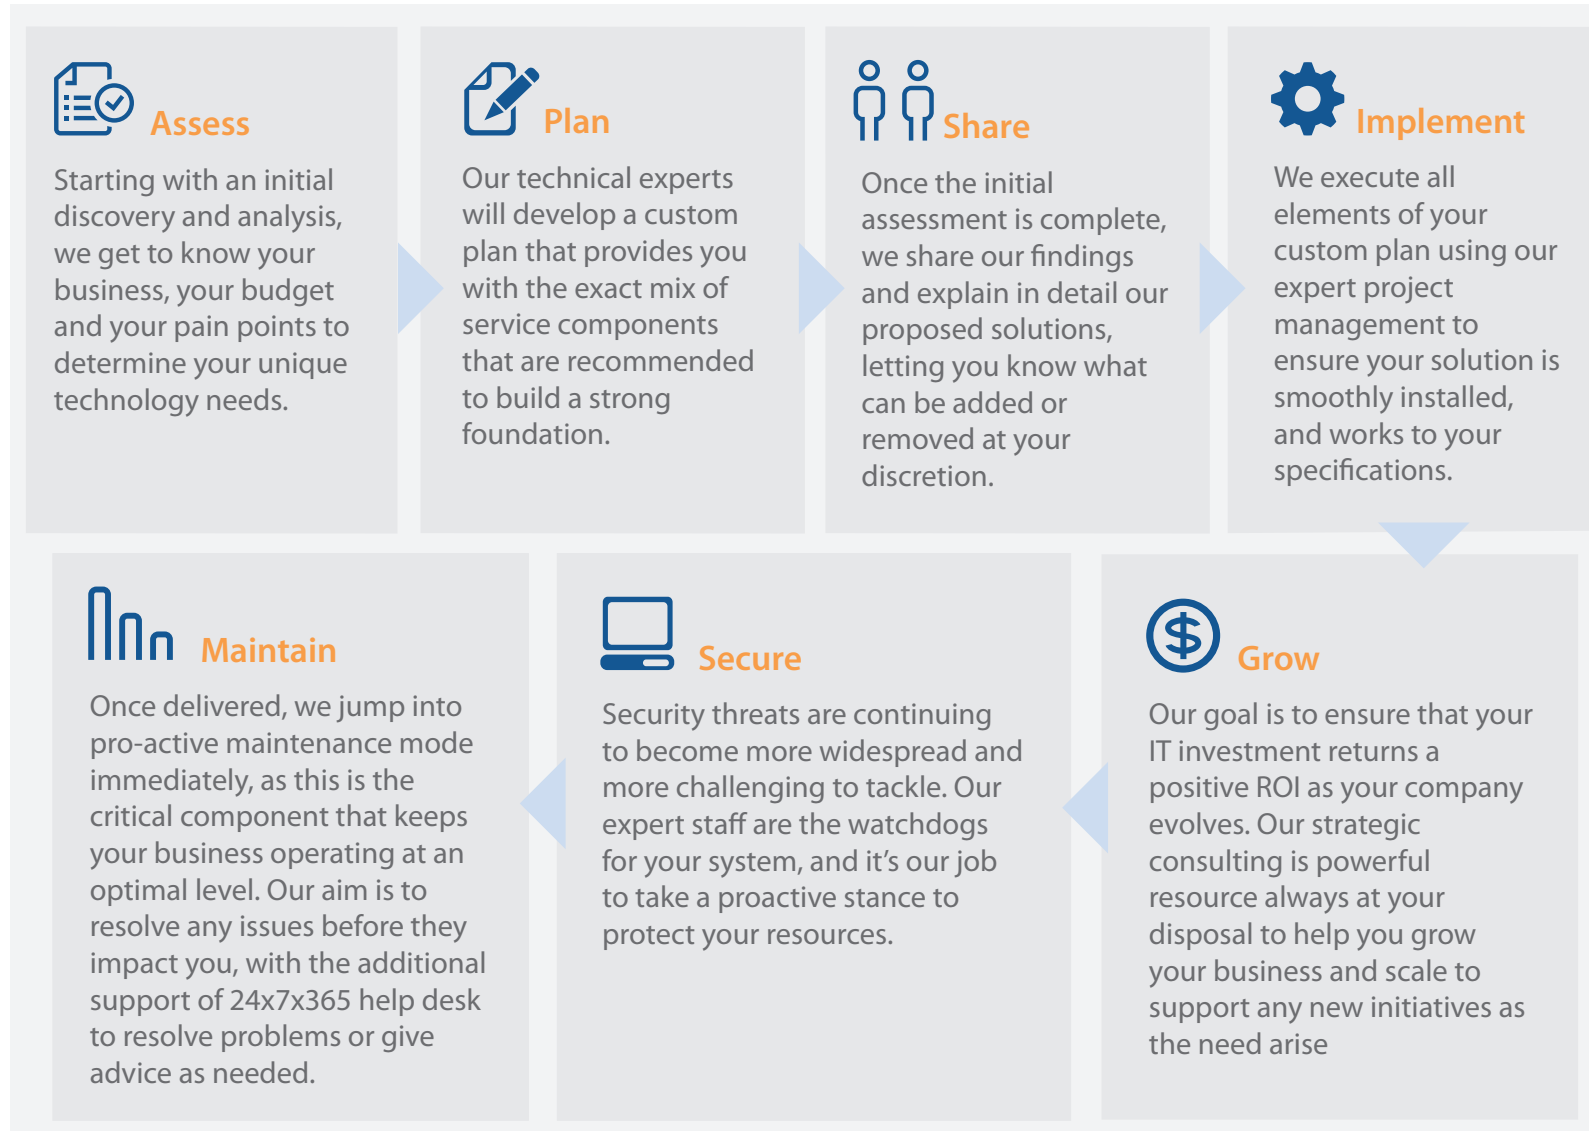 Assess
Starting with an initial
discovery and analysis,
we get to know your
business, your budget
and your pain points to
determine your unique
technology needs.
Plan
Our technical experts
will develop a custom
plan that provides you
with the exact mix of
service components
that are recommended
to build a strong
foundation.
Share
Once the initial
assessment is complete,
we share our findings
and explain in detail our
proposed solutions,
letting you know what
can be added or
removed at your
discretion.
Implement
We execute all
elements of your
custom plan using our
expert project
management to
ensure your solution is
smoothly installed,
and works to your
specifications.
Grow
Our goal is to ensure that your
IT investment returns a
positive ROI as your company
evolves. Our strategic
consulting is powerful
resource always at your
disposal to help you grow
your business and scale to
support any new initiatives as
the need arise
Secure
Security threats are continuing
to become more widespread and
more challenging to tackle. Our
expert staff are the watchdogs
for your system, and it’s our job
to take a proactive stance to
protect your resources.
Maintain
Once delivered, we jump into
pro-active maintenance mode
immediately, as this is the
critical component that keeps
your business operating at an
optimal level. Our aim is to
resolve any issues before they
impact you, with the additional
support of 24x7x365 help desk
to resolve problems or give
advice as needed.